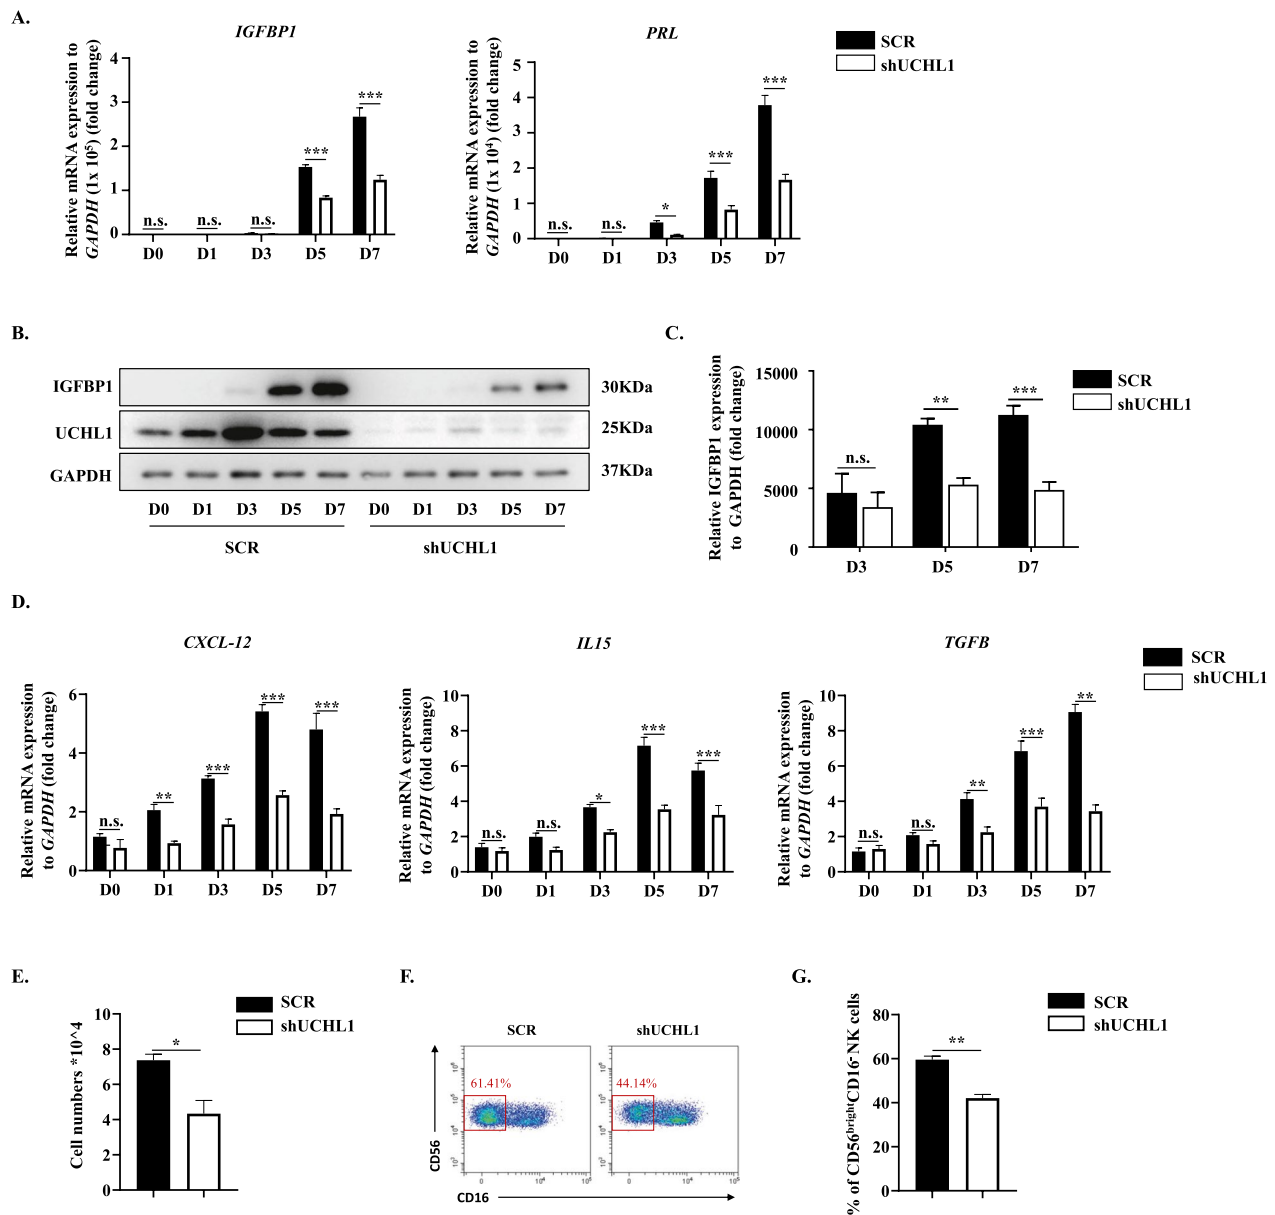 A.
IGFBP1
PRL
SCR
shUCHL1
Relative mRNA expression to
GAPDH (1x 10⁵) (fold change)
4
3
2
1
0
n.s.
n.s.
n.s.
***
***
D0 D1 D3 D5 D7
Relative mRNA expression to
GAPDH (1x 10⁴) (fold change)
5
4
3
2
1
0
n.s.
n.s.
*
***
***
D0 D1 D3 D5 D7
B.
IGFBP1
30KDa
UCHL1
25KDa
GAPDH
37KDa
D0 D1 D3 D5 D7 D0 D1 D3 D5 D7
SCR shUCHL1
C.
Relative IGFBP1 expression
to GAPDH (fold change)
15000
10000
5000
0
n.s.
**
***
D3 D5 D7
SCR
shUCHL1
D.
CXCL-12
IL15
TGFB
SCR
shUCHL1
Relative mRNA expression
to GAPDH (fold change)
6
4
2
0
n.s.
**
***
***
***
D0 D1 D3 D5 D7
Relative mRNA expression
to GAPDH (fold change)
10
8
6
4
2
0
n.s.
n.s.
*
***
***
D0 D1 D3 D5 D7
Relative mRNA expression
to GAPDH (fold change)
10
8
6
4
2
0
n.s.
n.s.
**
***
**
D0 D1 D3 D5 D7
E.
SCR
shUCHL1
Cell numbers *10^4
10
8
6
4
2
0
*
F.
SCR
shUCHL1
61.41%
44.14%
CD56
CD16
0 10⁴ 10⁵
0 10⁴ 10⁵
G.
SCR
shUCHL1
% of CD56brightCD16⁻NK cells
80
60
40
20
0
**